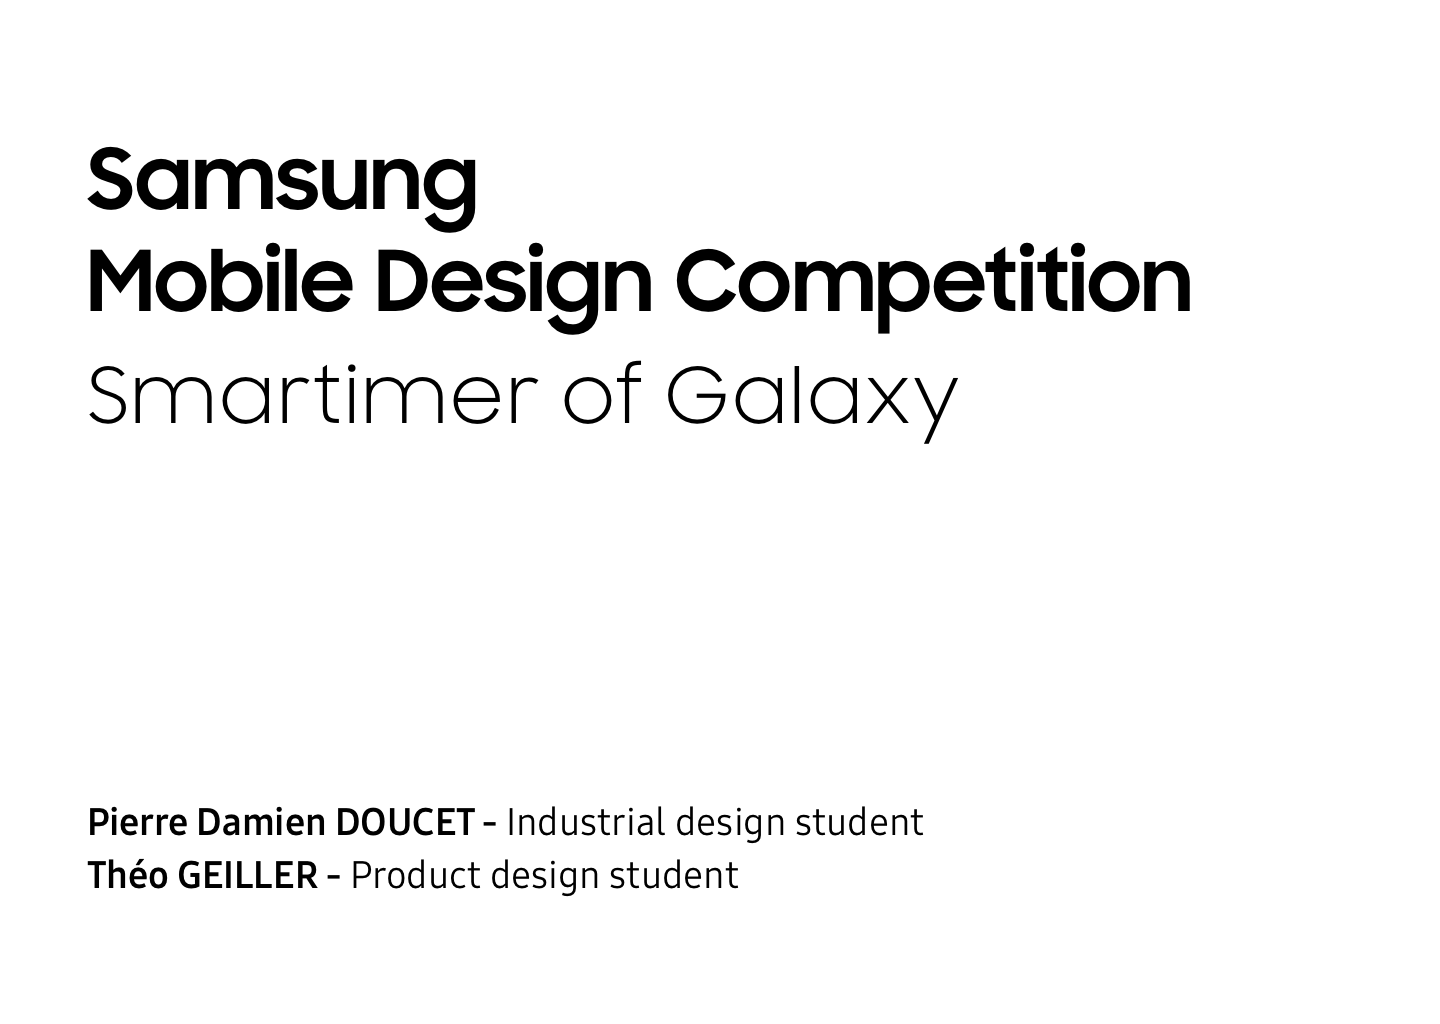 Samsung
Mobile Design Competition
Smartimer of Galaxy
Pierre Damien DOUCET - Industrial design student
Théo GEILLER - Product design student